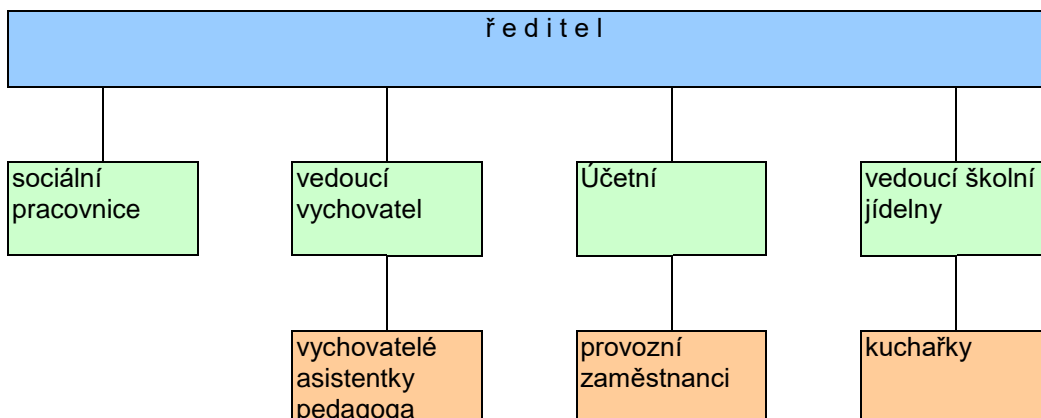 ř e d i t e l
sociální
pracovnice
vedoucí
vychovatel
Účetní
vedoucí školní
jídelny
vychovatelé
asistentky
pedagoga
provozní
zaměstnanci
kuchařky